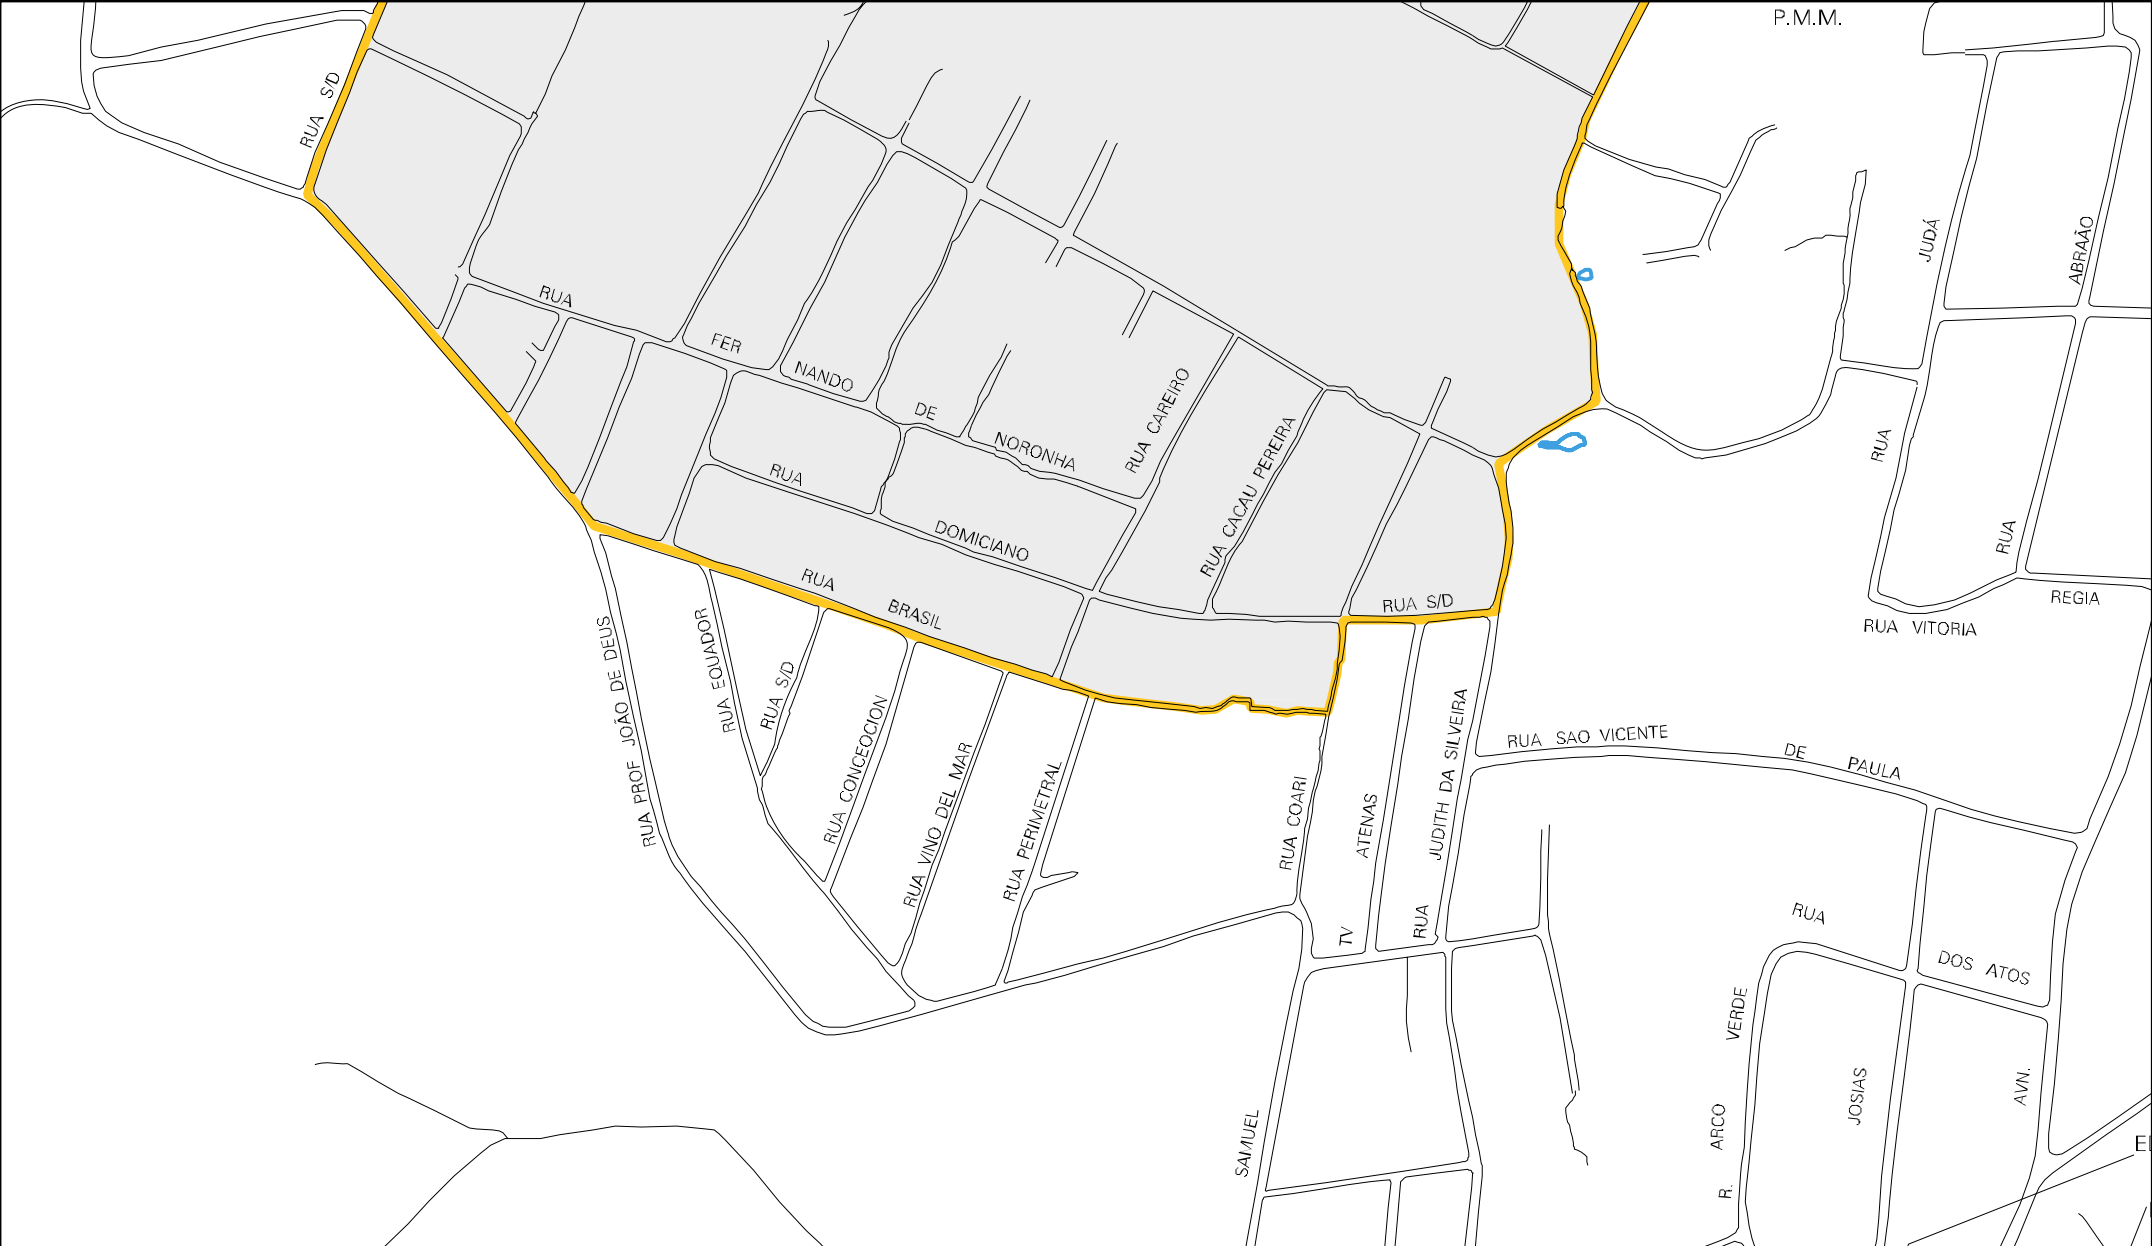 P.M.M.
RUA S/D
JUDÁ
ABRAÃO
RUA
FER
NANDO
DE
NORONHA
RUA CAREIRO
RUA CACAU PEREIRA
RUA
RUA
DOMICIANO
RUA
RUA
BRASIL
RUA S/D
REGIA
RUA VITORIA
RUA PROF JOÃO DE DEUS
RUA EQUADOR
RUA S/D
RUA CONCEOCION
RUA VINO DEL MAR
RUA PERIMETRAL
RUA COARI
TV ATENAS
RUA JUDITH DA SILVEIRA
RUA SAO VICENTE DE PAULA
RUA
DOS ATOS
R. ARCO VERDE
JOSIAS
AVN.
SAMUEL